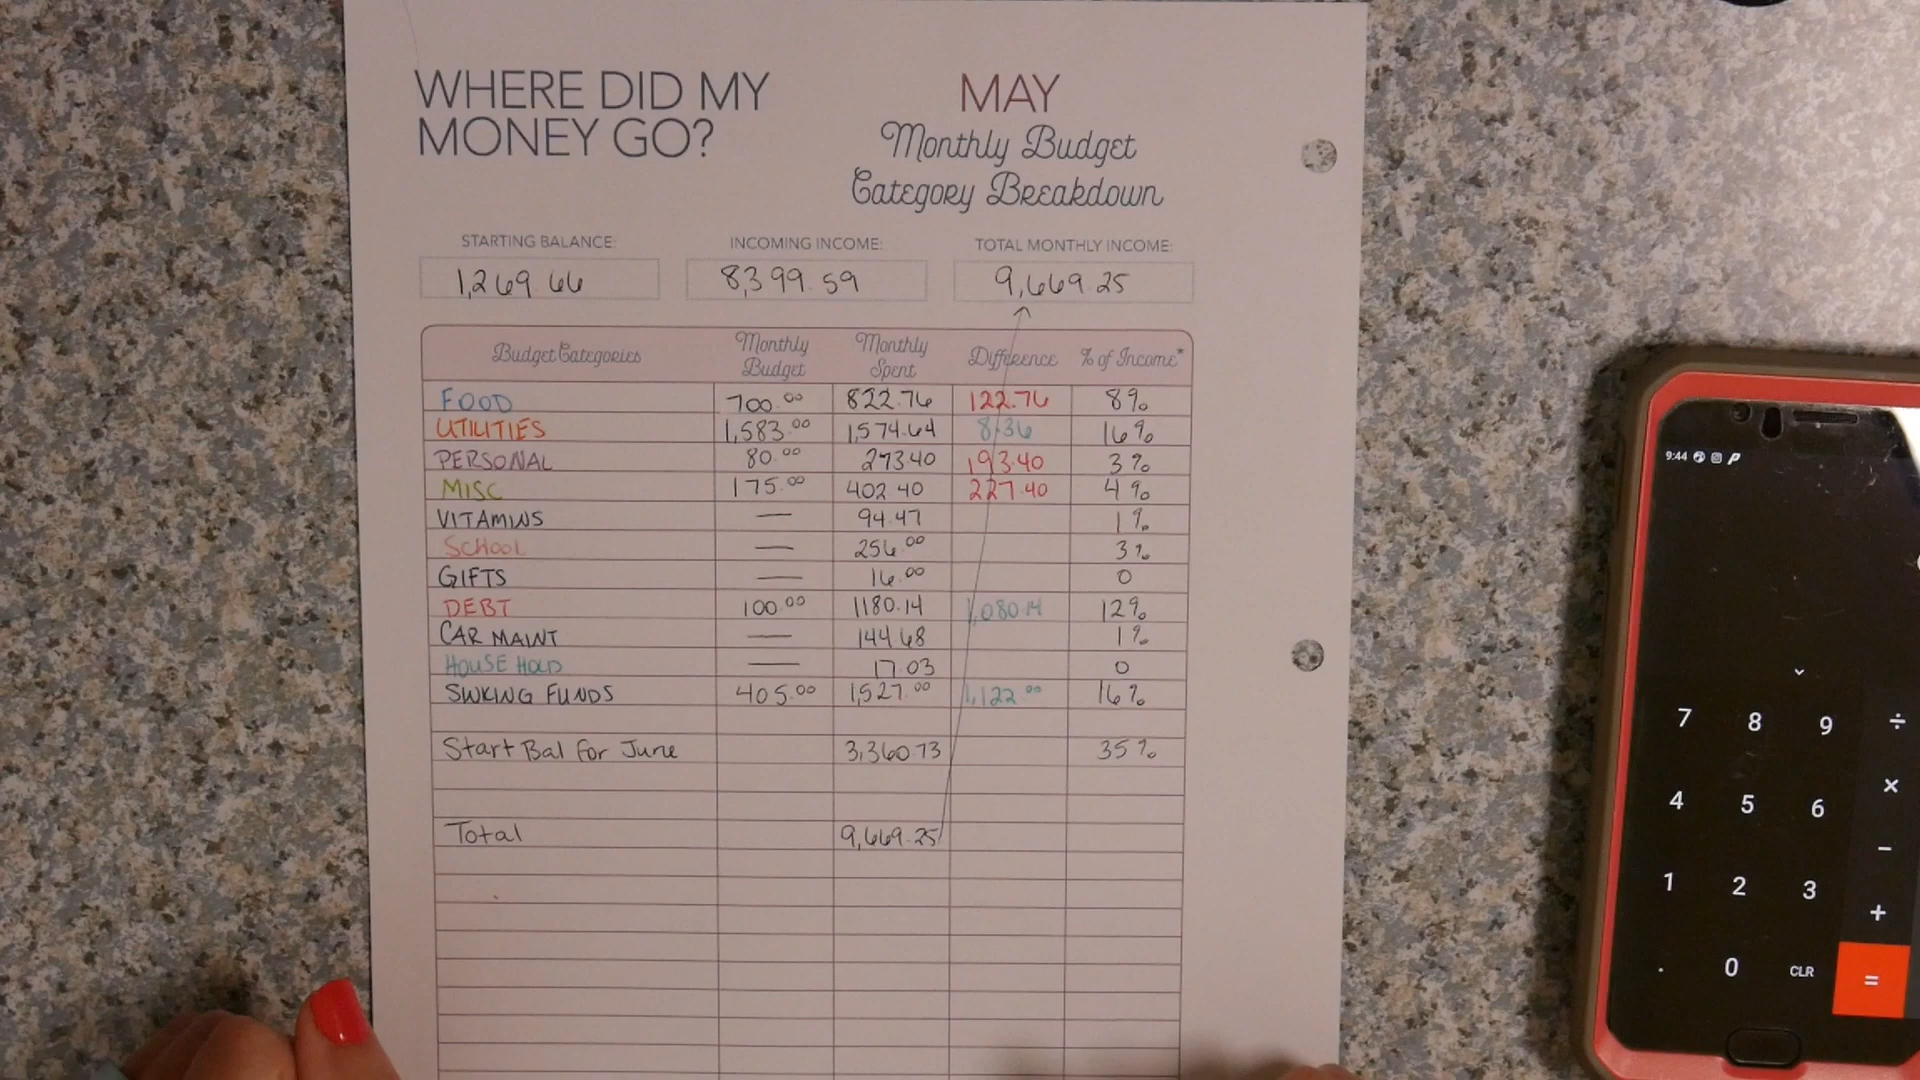 WHERE DID MY
MONEY GO?
MAY
Monthly Budget
Category Breakdown
STARTING BALANCE: INCOMING INCOME: TOTAL MONTHLY INCOME:
1,269.66 8,399.59 9,669.25
Budget Categories Monthly Budget Monthly Spent Difference % of Income*
FOOD 700.00 822.76 122.76 8%
UTILITIES 1,583.00 1,574.64 8.36 16%
PERSONAL 80.00 273.40 193.40 3%
MISC 175.00 402.40 227.40 4%
VITAMINS — 94.47 1%
SCHOOL — 256.00 3%
GIFTS — 16.00 0
DEBT 100.00 1180.14 1,080.14 12%
CAR MAINT — 144.68 1%
HOUSE HOLD — 17.03 0
SINKING FUNDS 405.00 1,527.00 1,122.00 16%
Start Bal for June 3,360.73 35%
Total 9,669.25
9:44
7 8 9 ÷
4 5 6 ×
1 2 3 −
+
. 0 CLR =